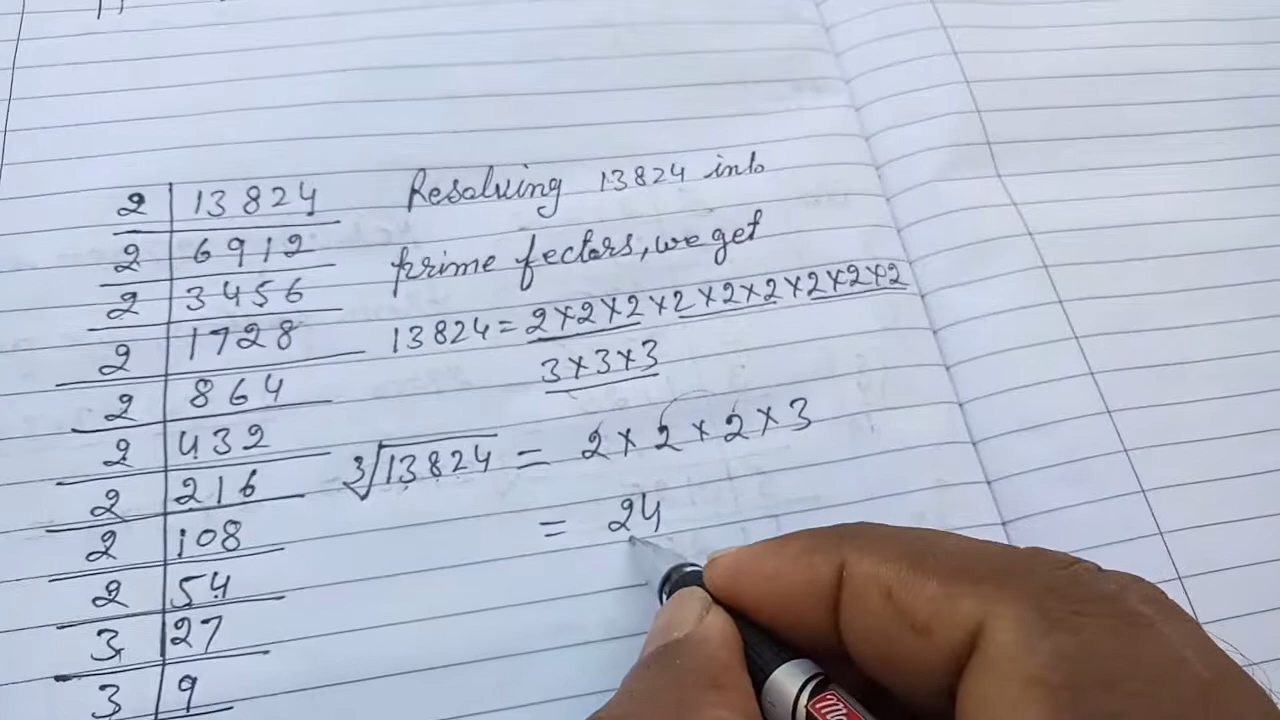 2 | 13824
2 | 6912
2 | 3456
2 | 1728
2 | 864
2 | 432
2 | 216
2 | 108
2 | 54
3 | 27
3 | 9
Resolving 13824 into
prime fectors, we get
13824 = 2×2×2×2×2×2×2×2×2
3×3×3
∛13824 = 2×2×2×3
= 24